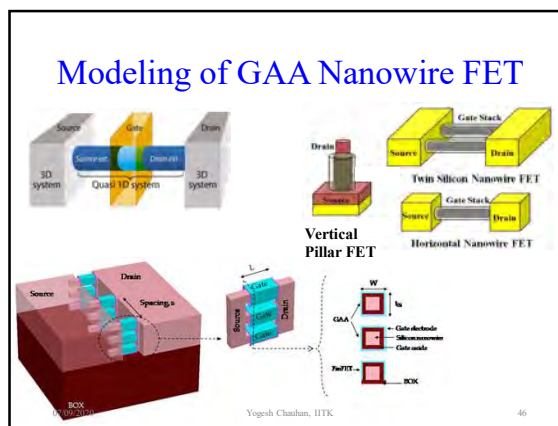 Modeling of GAA Nanowire FET
Source
Gate
Drain
Source ext.
Drain ext.
3D
system
3D
system
Quasi 1D system
Drain
Source
Vertical
Pillar FET
Gate Stack
Source
Drain
Twin Silicon Nanowire FET
Gate Stack
Source
Drain
Horizontal Nanowire FET
Source
Drain
Spacing, s
BOX
L
Gate
Gate
Gate
Source
Drain
W
GAA
Gate electrode
Silicon nanowire
Gate oxide
FinFET
BOX
07/09/2020
Yogesh Chauhan, IITK
46